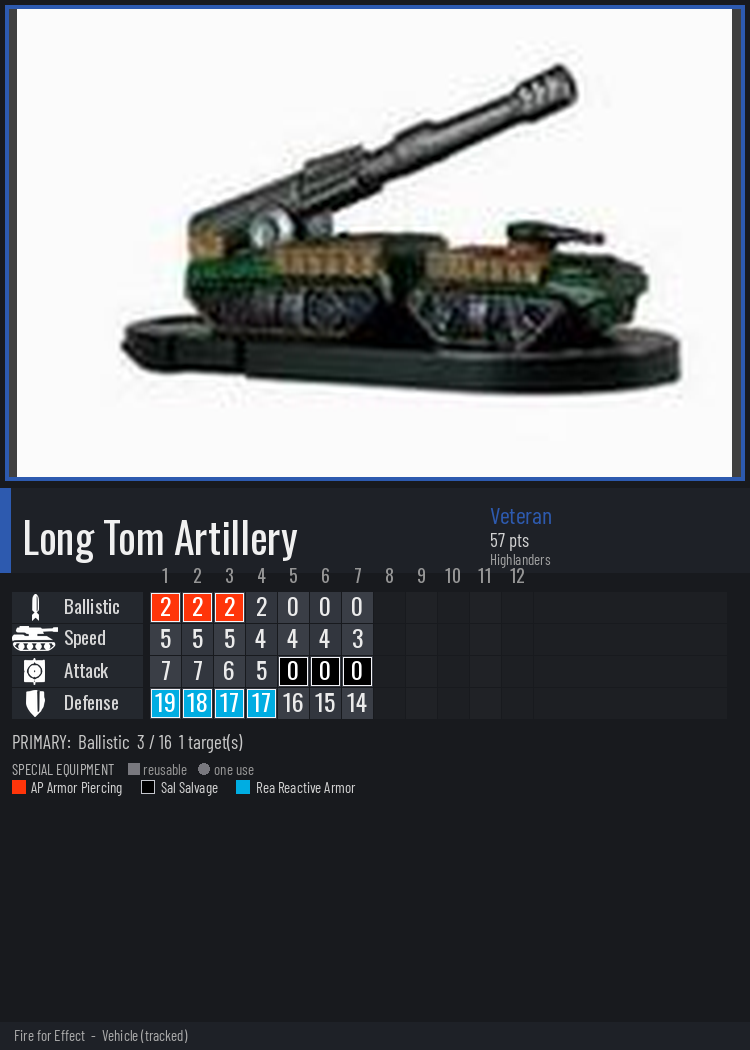 Long Tom Artillery
Veteran
57 pts
Highlanders
1 2 3 4 5 6 7 8 9 10 11 12
Ballistic 2 2 2 2 0 0 0
Speed 5 5 5 4 4 4 3
Attack 7 7 6 5 0 0 0
Defense 19 18 17 17 16 15 14
PRIMARY: Ballistic 3 / 16 1 target(s)
SPECIAL EQUIPMENT reusable one use
AP Armor Piercing Sal Salvage Rea Reactive Armor
Fire for Effect - Vehicle (tracked)